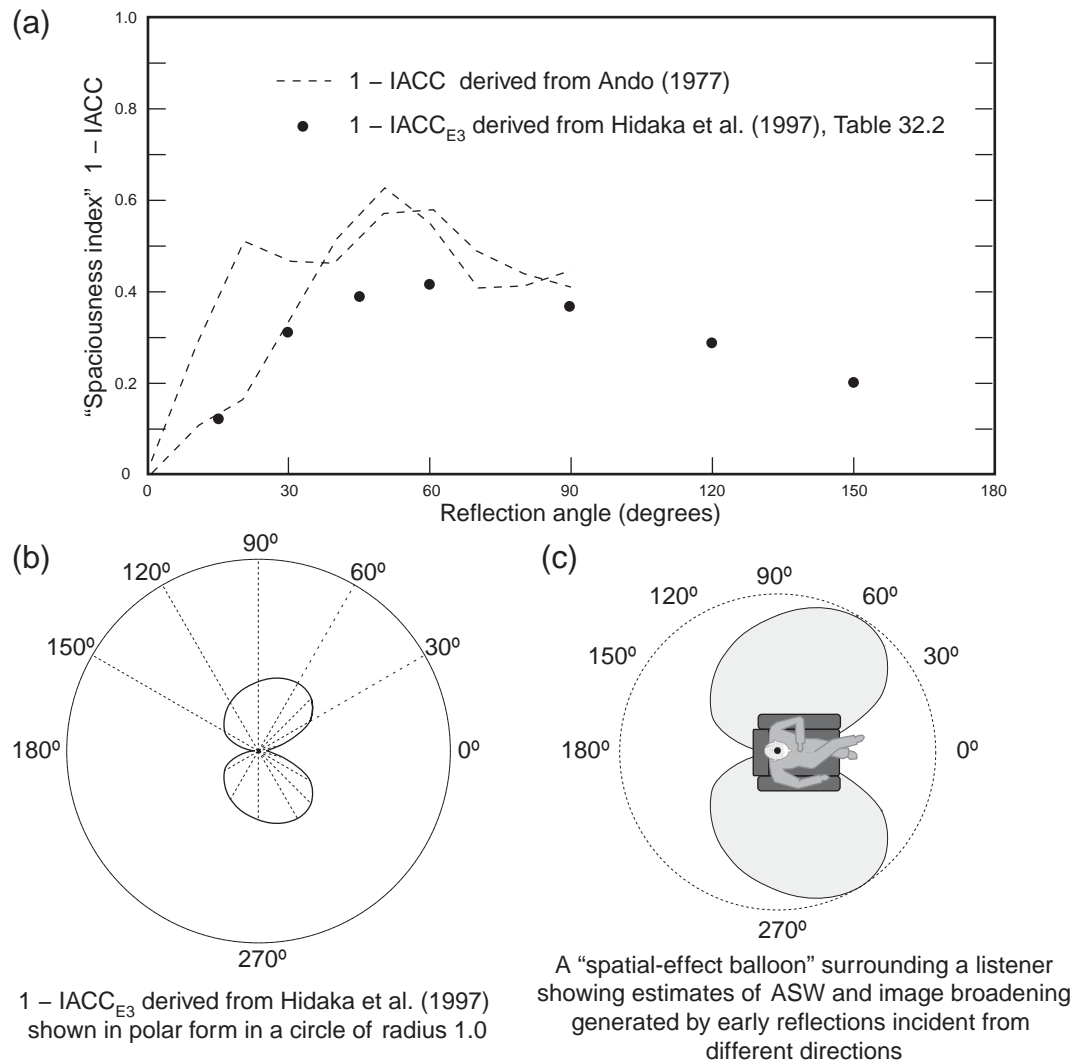 (a)
1.0
0.8
0.6
0.4
0.2
0
“Spaciousness index” 1 – IACC
1 – IACC derived from Ando (1977)
1 – IACC_E3 derived from Hidaka et al. (1997), Table 32.2
0 30 60 90 120 150 180
Reflection angle (degrees)
(b)
90º
120º 60º
150º 30º
180º 0º
270º
1 – IACC_E3 derived from Hidaka et al. (1997)
shown in polar form in a circle of radius 1.0
(c)
90º
120º 60º
150º 30º
180º 0º
270º
A “spatial-effect balloon” surrounding a listener
showing estimates of ASW and image broadening
generated by early reflections incident from
different directions